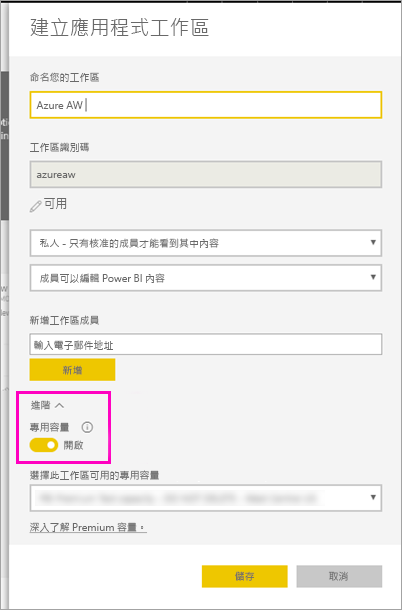 建立應用程式工作區
命名您的工作區
Azure AW
工作區識別碼
azureaw
可用
私人 - 只有核准的成員才能看到其中內容
成員可以編輯 Power BI 內容
新增工作區成員
輸入電子郵件地址
新增
進階
專用容量
開啟
選擇此工作區可用的專用容量
深入了解 Premium 容量。
儲存
取消